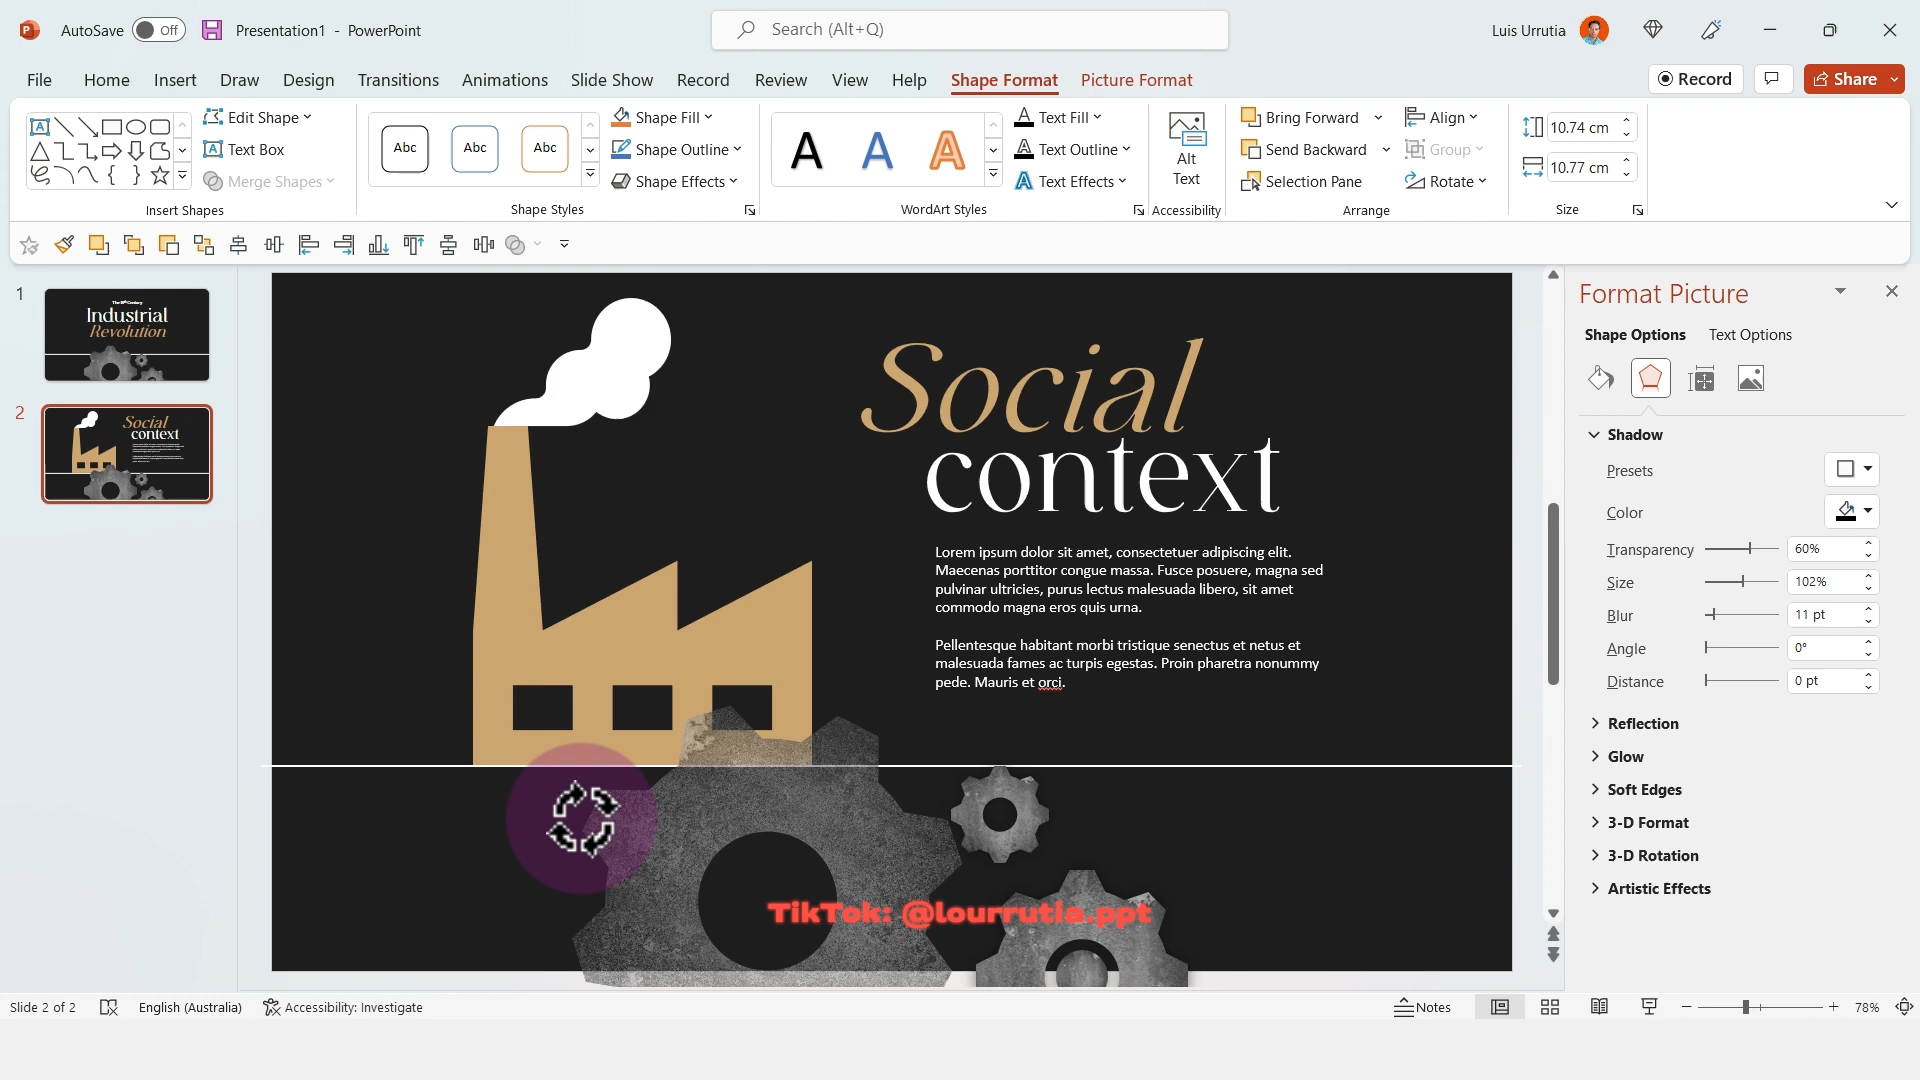 AutoSave Off Presentation1 - PowerPoint
Search (Alt+Q)
Luis Urrutia
File Home Insert Draw Design Transitions Animations Slide Show Record Review View Help Shape Format Picture Format
Record Share
Edit Shape
Text Box
Merge Shapes
Insert Shapes
Abc Abc Abc
Shape Fill
Shape Outline
Shape Effects
Shape Styles
A A A
Text Fill
Text Outline
Text Effects
WordArt Styles
Alt
Text
Accessibility
Bring Forward
Send Backward
Selection Pane
Align
Group
Rotate
Arrange
10.74 cm
10.77 cm
Size
1
The 18th Century
Industrial
Revolution
2
Social
context
Social
context
Lorem ipsum dolor sit amet, consectetuer adipiscing elit.
Maecenas porttitor congue massa. Fusce posuere, magna sed
pulvinar ultricies, purus lectus malesuada libero, sit amet
commodo magna eros quis urna.
Pellentesque habitant morbi tristique senectus et netus et
malesuada fames ac turpis egestas. Proin pharetra nonummy
pede. Mauris et orci.
TikTok: @lourrutia.ppt
Format Picture
Shape Options Text Options
Shadow
Presets
Color
Transparency 60%
Size 102%
Blur 11 pt
Angle 0°
Distance 0 pt
Reflection
Glow
Soft Edges
3-D Format
3-D Rotation
Artistic Effects
Slide 2 of 2 English (Australia) Accessibility: Investigate
Notes 78%